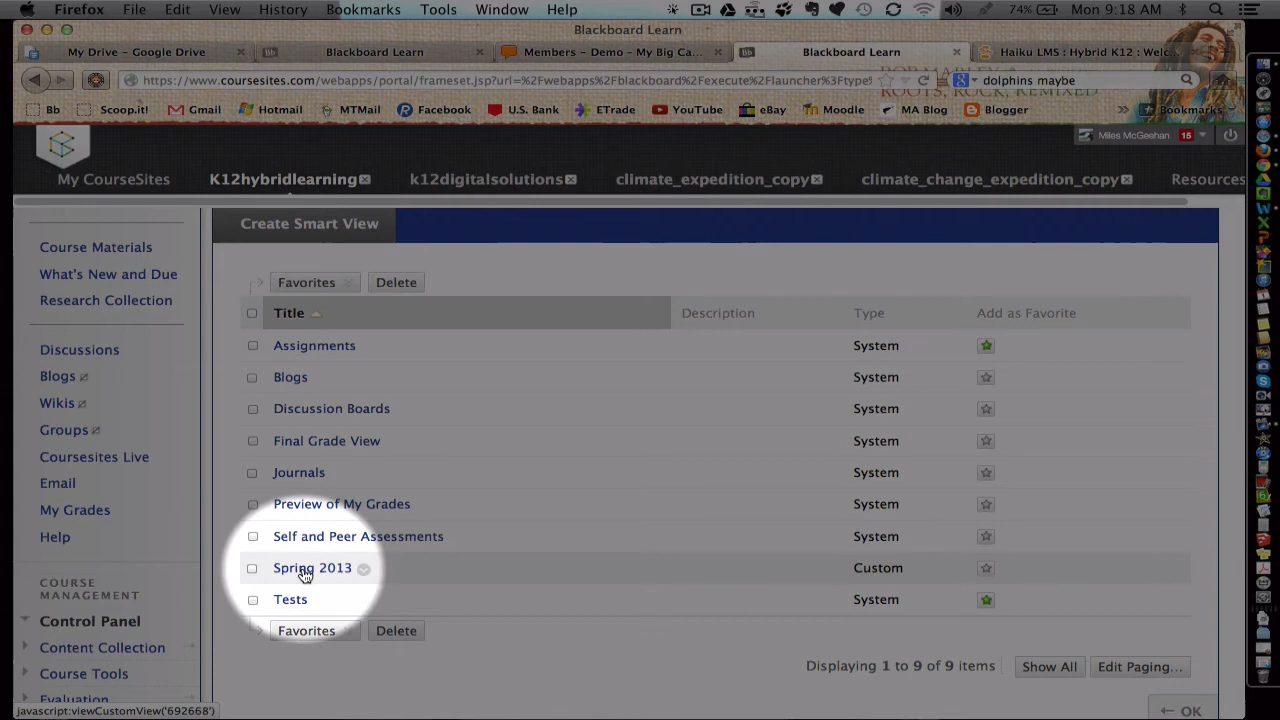 Firefox File Edit View History Bookmarks Tools Window Help 74% Mon 9:18 AM
Blackboard Learn
My Drive – Google Drive Bb Blackboard Learn Members – Demo – My Big Ca... Bb Blackboard Learn Haiku LMS : Hybrid K12 : Welc...
https://www.coursesites.com/webapps/portal/frameset.jsp?url=%2Fwebapps%2Fblackboard%2Fexecute%2Flauncher%3Ftype% dolphins maybe
ROOTS, ROCK, REMIXED
Bb Scoop.it! Gmail Hotmail MTMail Facebook U.S. Bank ETrade YouTube eBay Moodle MA Blog Blogger » Bookmarks
Miles McGeehan 15
My CourseSites K12hybridlearning k12digitalsolutions climate_expedition_copy climate_change_expedition_copy Resources
Create Smart View
Course Materials
What's New and Due
Research Collection
Discussions
Blogs
Wikis
Groups
Coursesites Live
Email
My Grades
Help
COURSE
MANAGEMENT
Control Panel
Content Collection
Course Tools
Evaluation
Favorites Delete
Title Description Type Add as Favorite
Assignments System
Blogs System
Discussion Boards System
Final Grade View System
Journals System
Preview of My Grades System
Self and Peer Assessments System
Spring 2013 Custom
Tests System
Favorites Delete
Displaying 1 to 9 of 9 items Show All Edit Paging...
← OK
javascript:viewCustomView('692668')